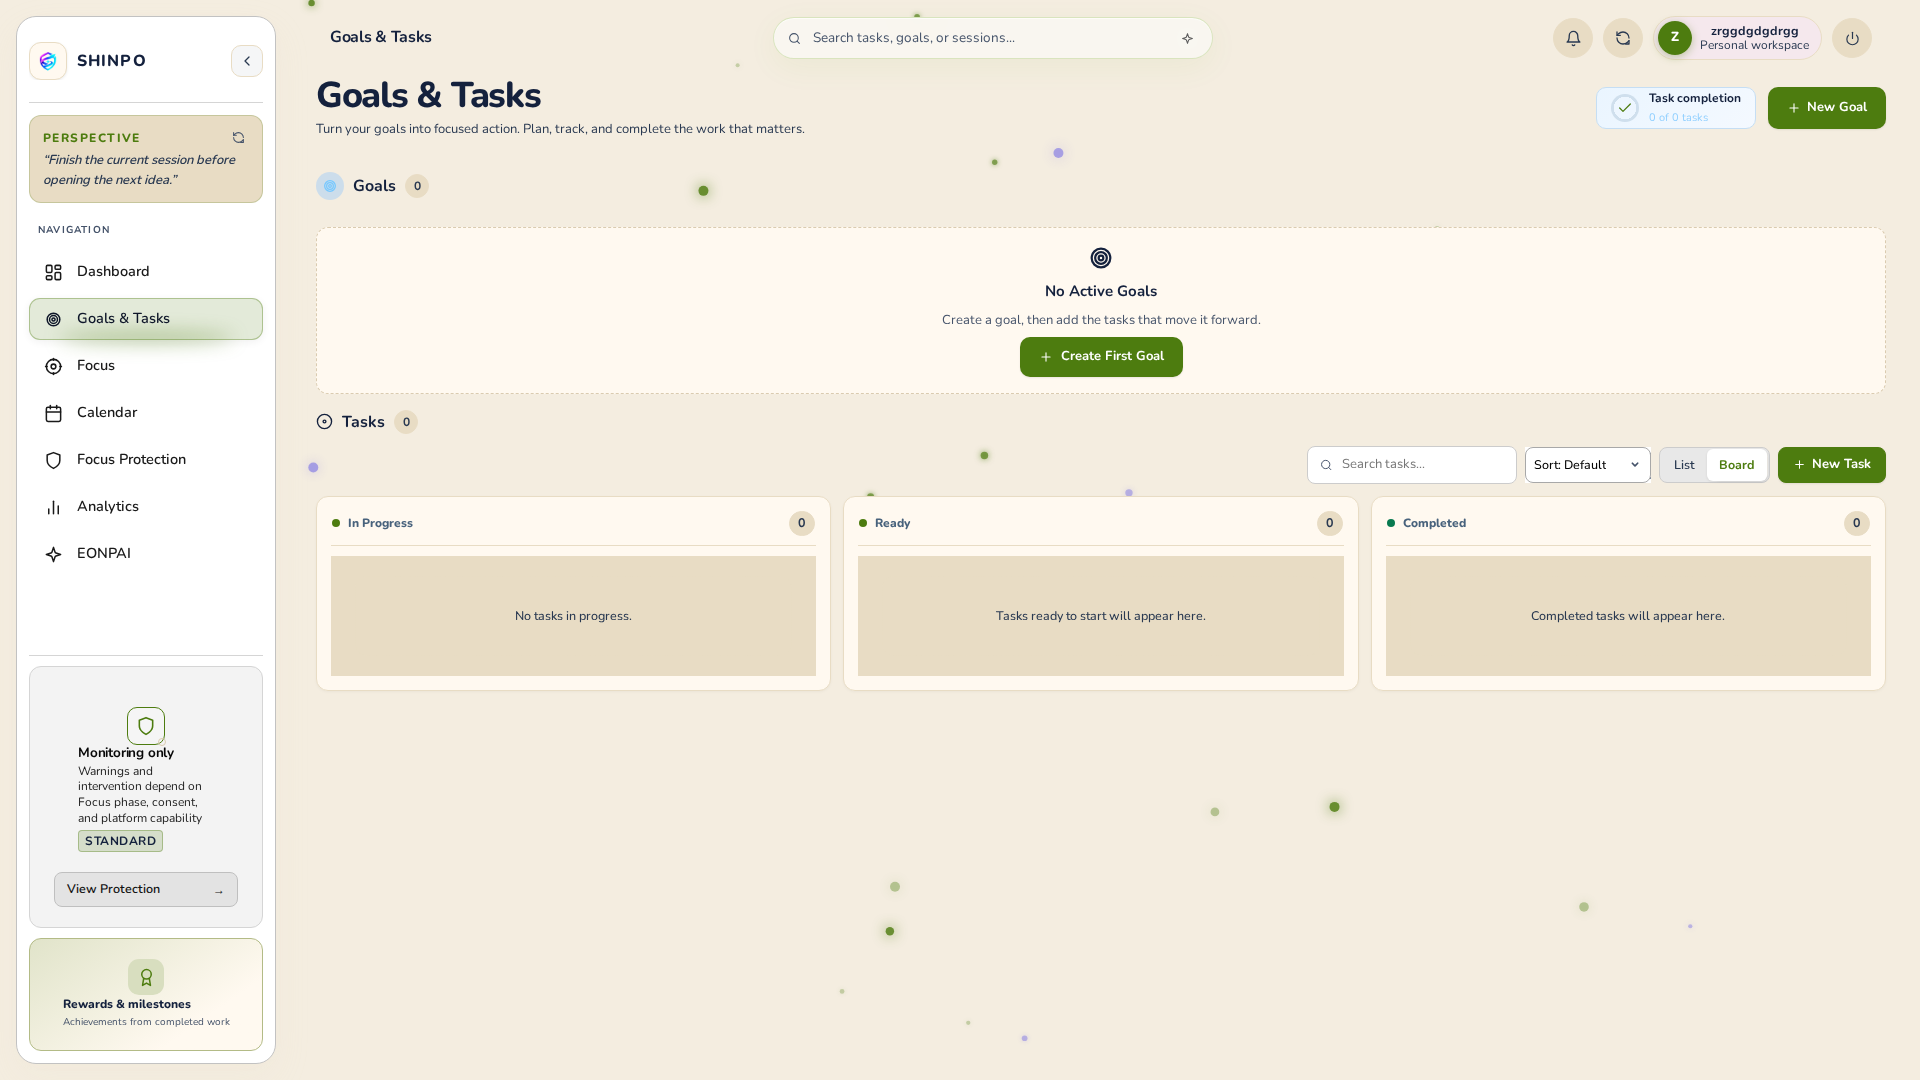 SHINPO
PERSPECTIVE
“Finish the current session before
opening the next idea.”
NAVIGATION
Dashboard
Goals & Tasks
Focus
Calendar
Focus Protection
Analytics
EONPAI
Monitoring only
Warnings and
intervention depend on
Focus phase, consent,
and platform capability
STANDARD
View Protection →
Rewards & milestones
Achievements from completed work
Goals & Tasks
Search tasks, goals, or sessions...
Z
zrggdgdgdrgg
Personal workspace
Goals & Tasks
Turn your goals into focused action. Plan, track, and complete the work that matters.
Task completion
0 of 0 tasks
New Goal
Goals 0
No Active Goals
Create a goal, then add the tasks that move it forward.
Create First Goal
Tasks 0
Search tasks...
Sort: Default
List
Board
New Task
In Progress 0
No tasks in progress.
Ready 0
Tasks ready to start will appear here.
Completed 0
Completed tasks will appear here.